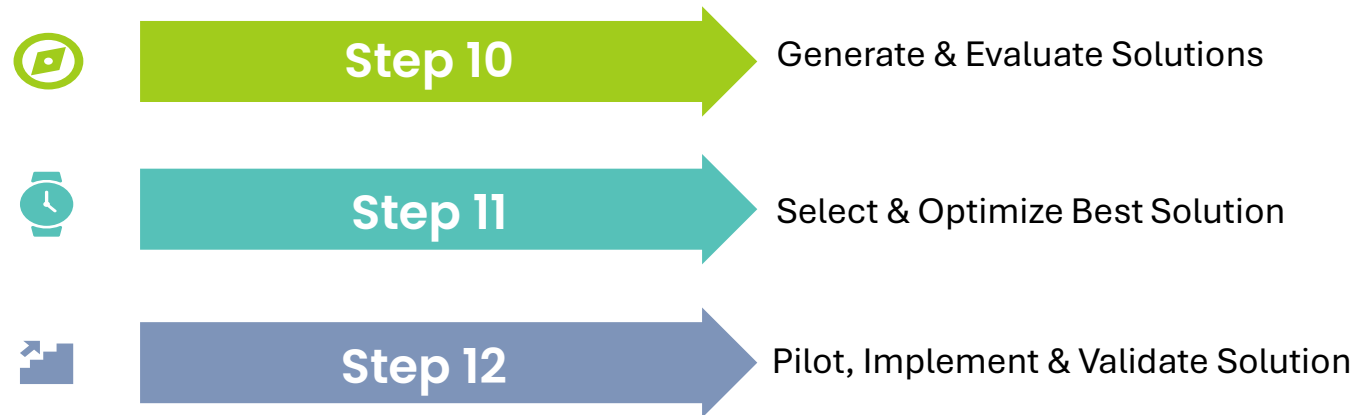 Step 10
Generate & Evaluate Solutions
Step 11
Select & Optimize Best Solution
Step 12
Pilot, Implement & Validate Solution